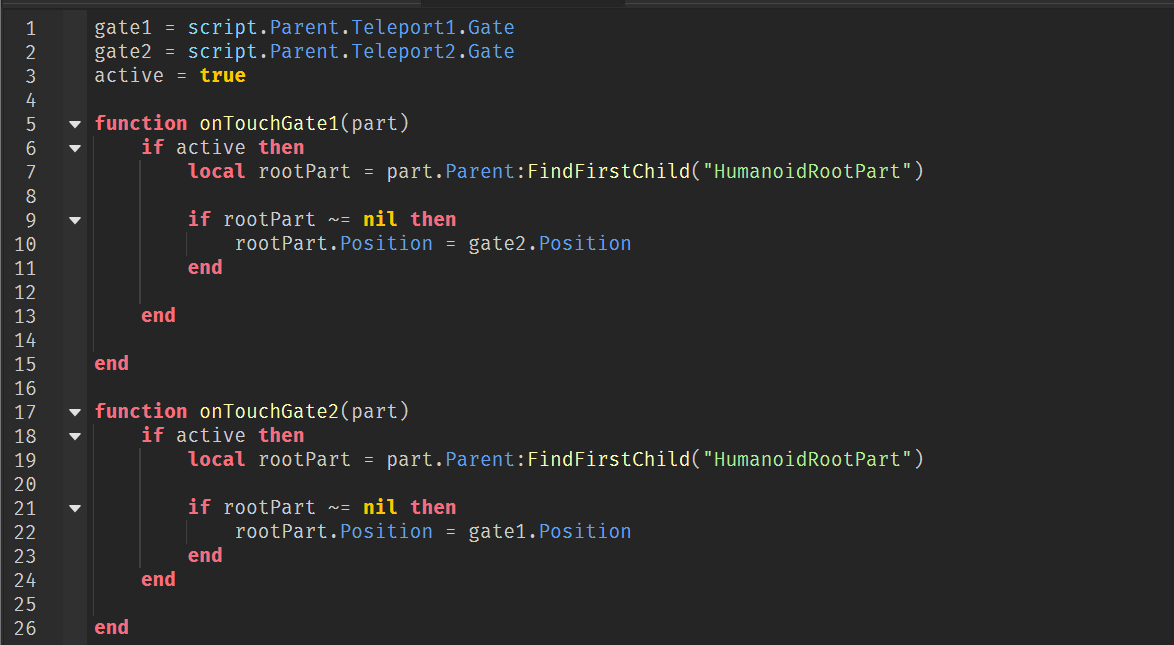 1 gate1 = script.Parent.Teleport1.Gate
2 gate2 = script.Parent.Teleport2.Gate
3 active = true
4
5 function onTouchGate1(part)
6 if active then
7 local rootPart = part.Parent:FindFirstChild("HumanoidRootPart")
8
9 if rootPart ~= nil then
10 rootPart.Position = gate2.Position
11 end
12
13 end
14
15 end
16
17 function onTouchGate2(part)
18 if active then
19 local rootPart = part.Parent:FindFirstChild("HumanoidRootPart")
20
21 if rootPart ~= nil then
22 rootPart.Position = gate1.Position
23 end
24 end
25
26 end